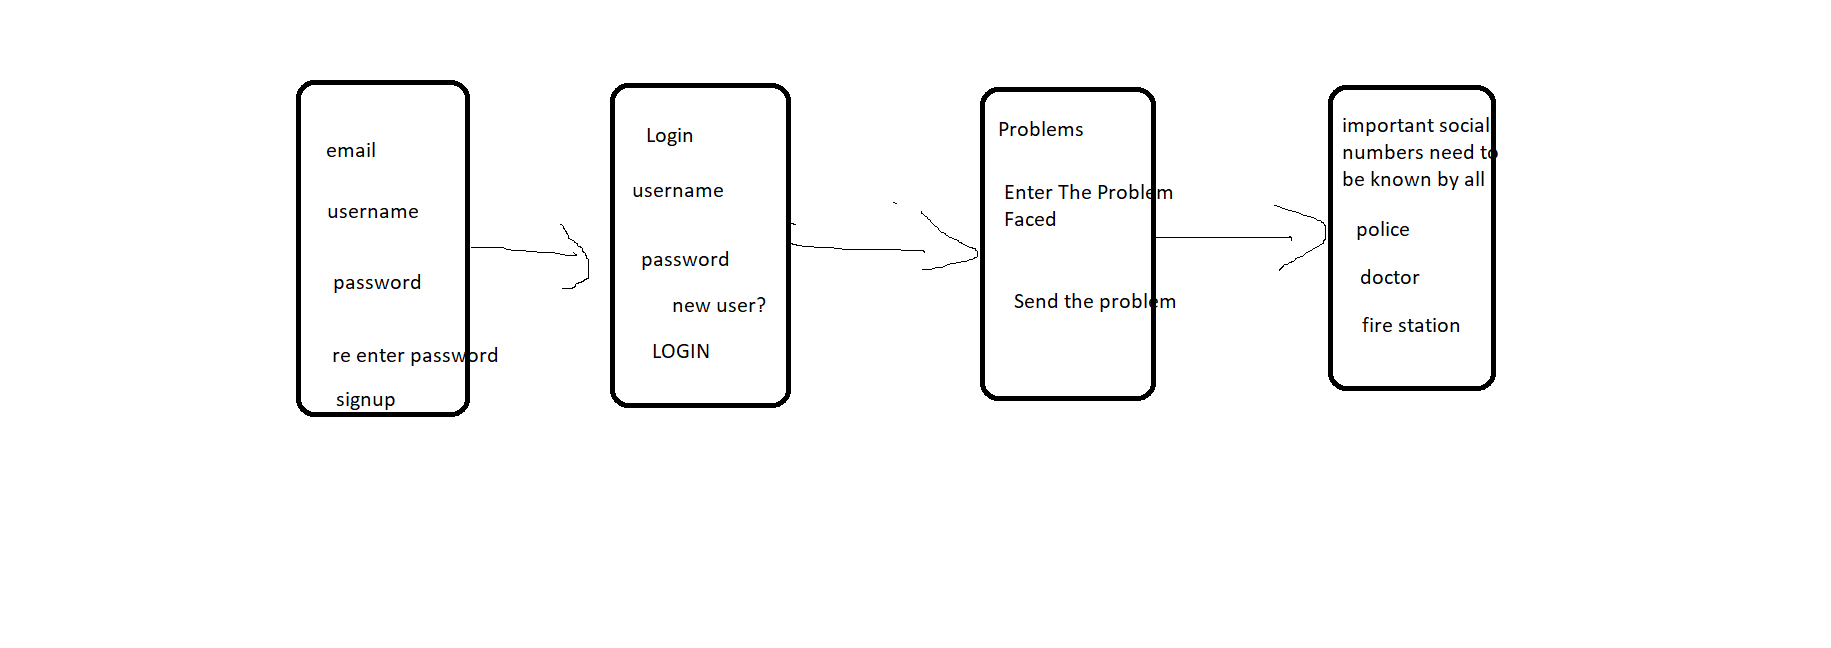 email
username
password
re enter password
signup
Login
username
password
new user?
LOGIN
Problems
Enter The Problem
Faced
Send the problem
important social
numbers need to
be known by all
police
doctor
fire station